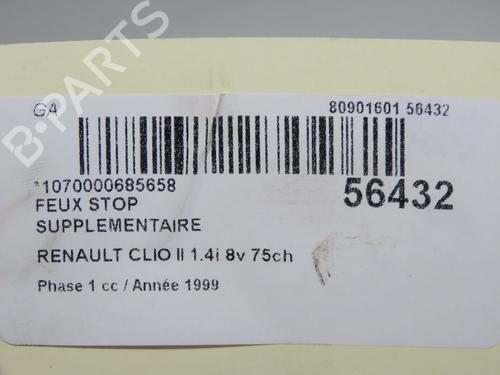 GA
80901601 56432
*1070000685658
56432
FEUX STOP
SUPPLEMENTAIRE
RENAULT CLIO II 1.4i 8v 75ch
Phase 1 cc / Année 1999
B-PARTS